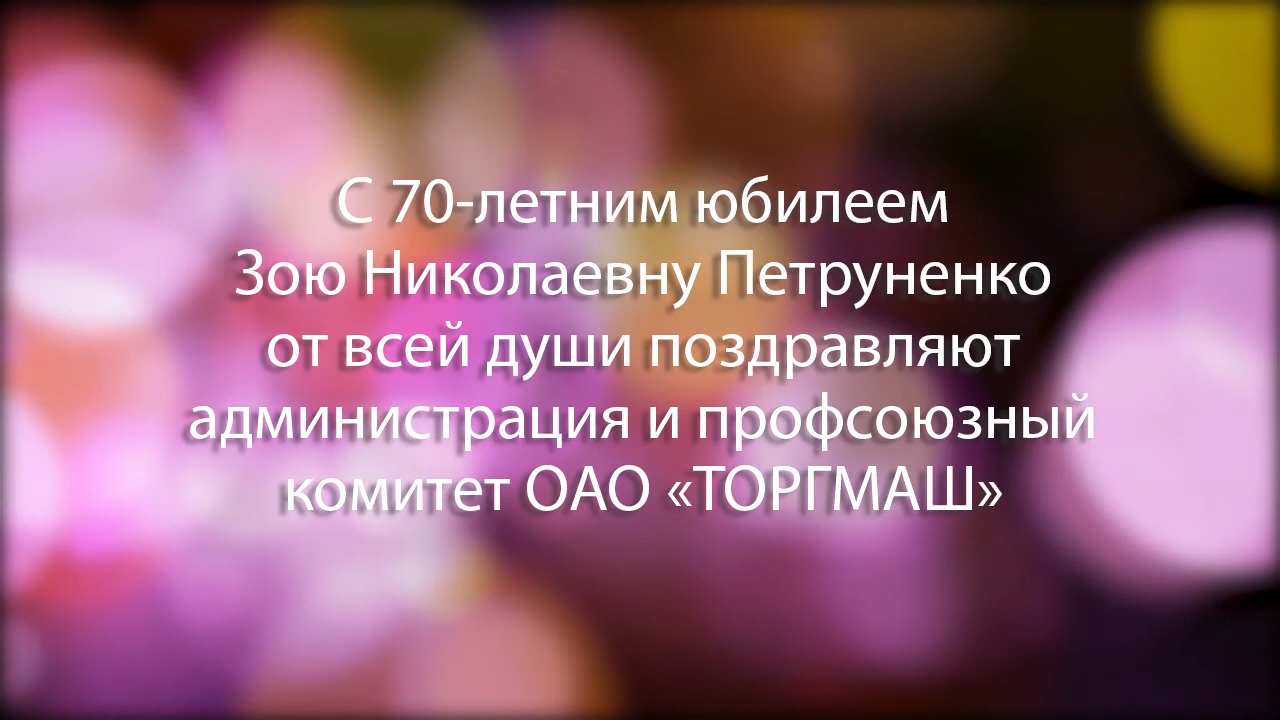 С 70-летним юбилеем
Зою Николаевну Петруненко
от всей души поздравляют
администрация и профсоюзный
комитет ОАО «ТОРГМАШ»